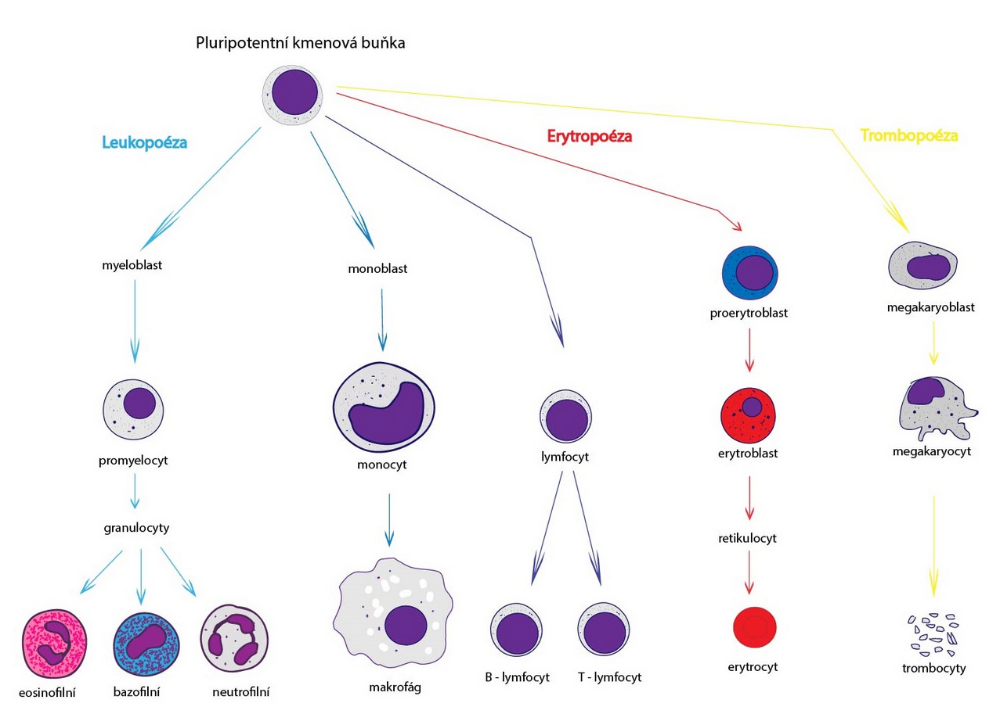 Pluripotentní kmenová buňka
Leukopoéza
Erytropoéza
Trombopoéza
myeloblast
monoblast
proerytroblast
megakaryoblast
promyelocyt
monocyt
lymfocyt
erytroblast
megakaryocyt
granulocyty
retikulocyt
eosinofilní
bazofilní
neutrofilní
makrofág
B - lymfocyt
T - lymfocyt
erytrocyt
trombocyty